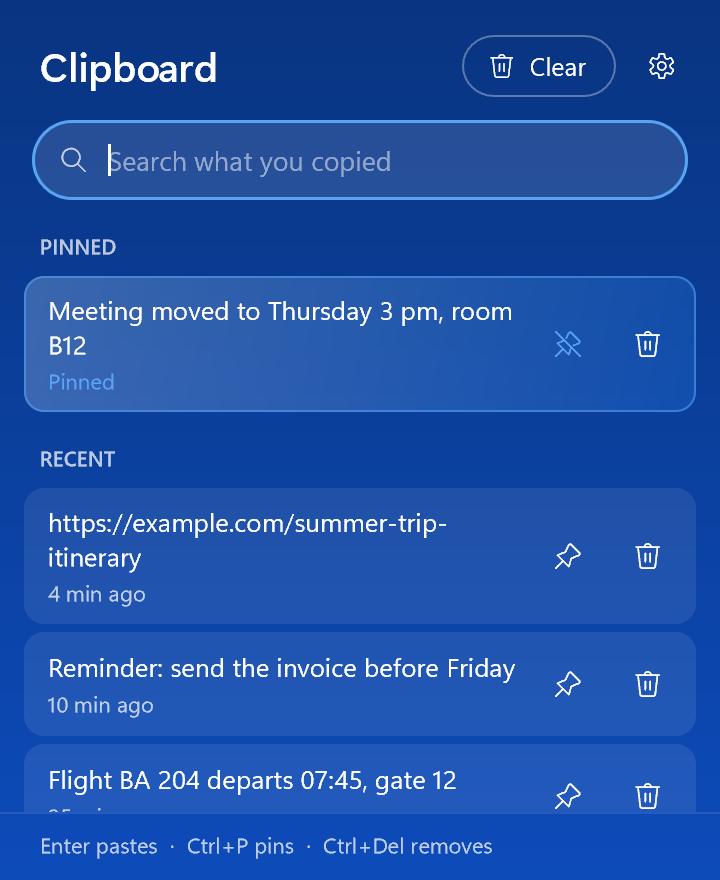 Clipboard
Clear
Search what you copied
PINNED
Meeting moved to Thursday 3 pm, room
B12
Pinned
RECENT
https://example.com/summer-trip-
itinerary
4 min ago
Reminder: send the invoice before Friday
10 min ago
Flight BA 204 departs 07:45, gate 12
Enter pastes · Ctrl+P pins · Ctrl+Del removes